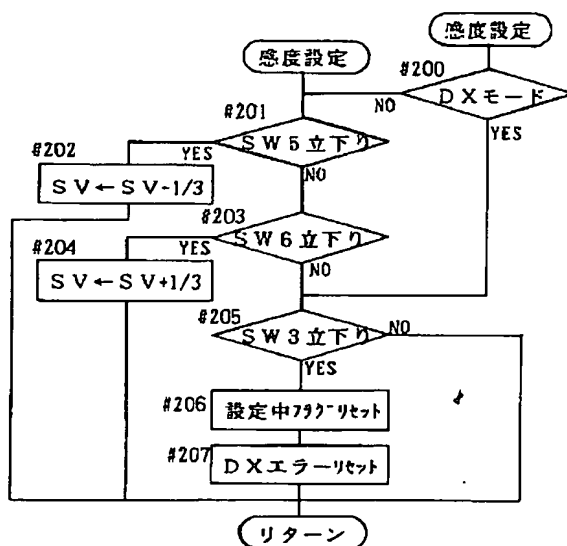 感度設定
感度設定
#200
DXモード
NO
YES
#201
SW5立下り
YES
NO
#202
SV←SV-1/3
#203
SW6立下り
YES
NO
#204
SV←SV+1/3
#205
SW3立下り
NO
YES
#206
設定中フラグリセット
#207
DXエラーリセット
リターン